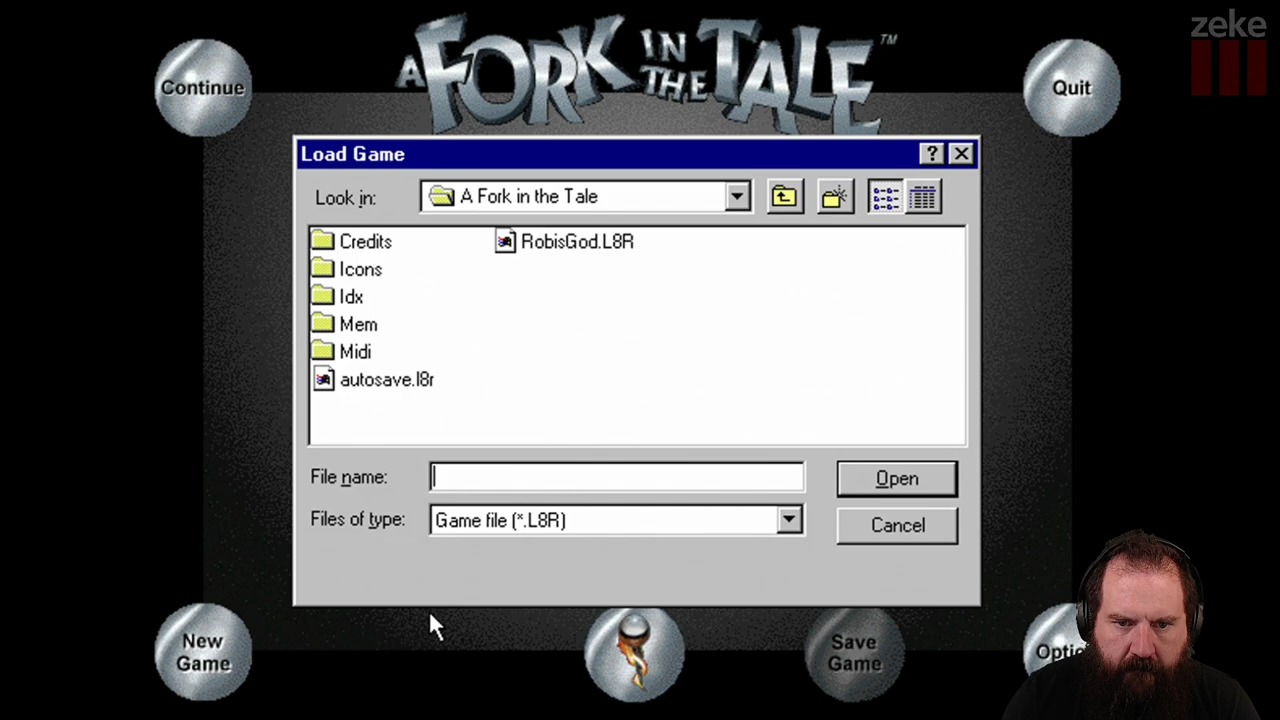 zeke
III
Continue
A FORK IN THE TALE™
Quit
Load Game
Look in:
A Fork in the Tale
Credits
RobisGod.L8R
Icons
Idx
Mem
Midi
autosave.l8r
File name:
Open
Files of type:
Game file (*.L8R)
Cancel
New
Game
Save
Game
Optio